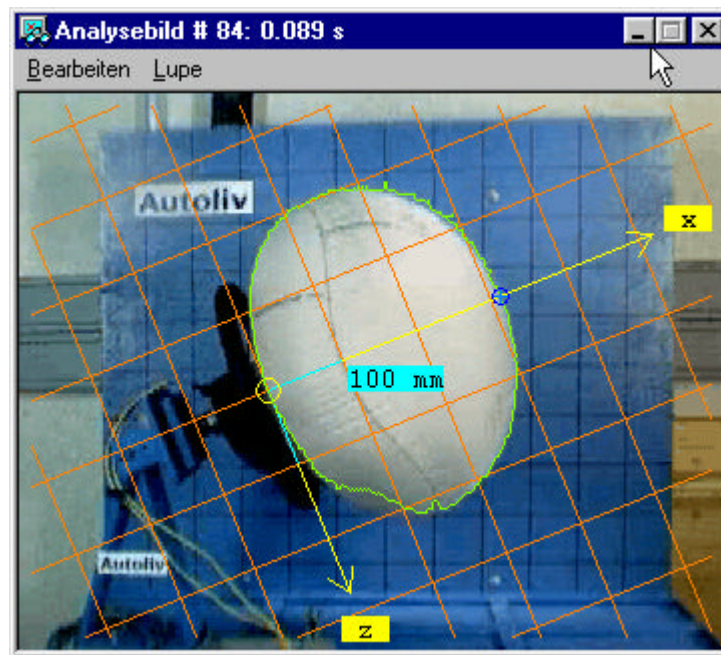 Analysebild # 84: 0.089 s
Bearbeiten Lupe
Autoliv
x
100 mm
Autoliv
z